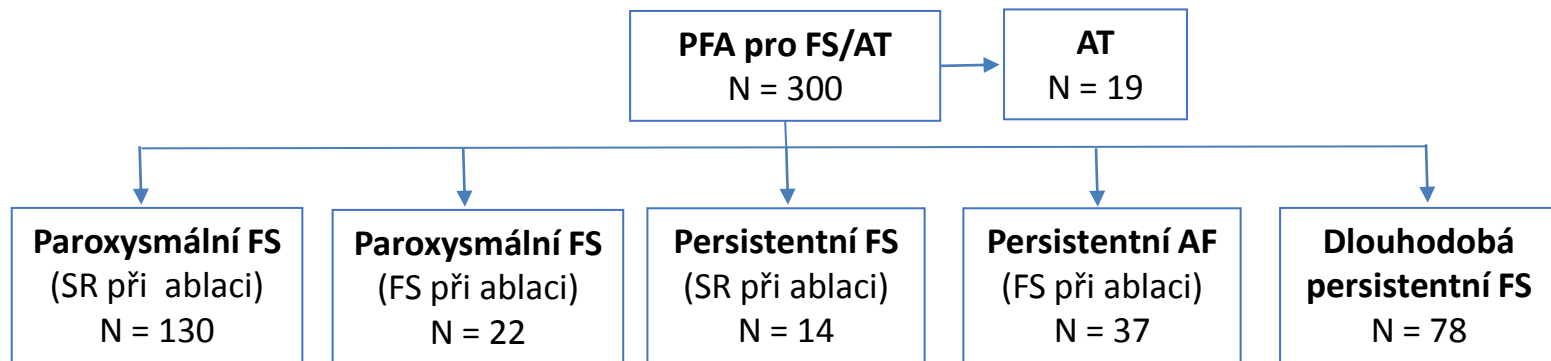 PFA pro FS/AT
N = 300
AT
N = 19
Paroxysmální FS
(SR při ablaci)
N = 130
Paroxysmální FS
(FS při ablaci)
N = 22
Persistentní FS
(SR při ablaci)
N = 14
Persistentní AF
(FS při ablaci)
N = 37
Dlouhodobá
persistentní FS
N = 78